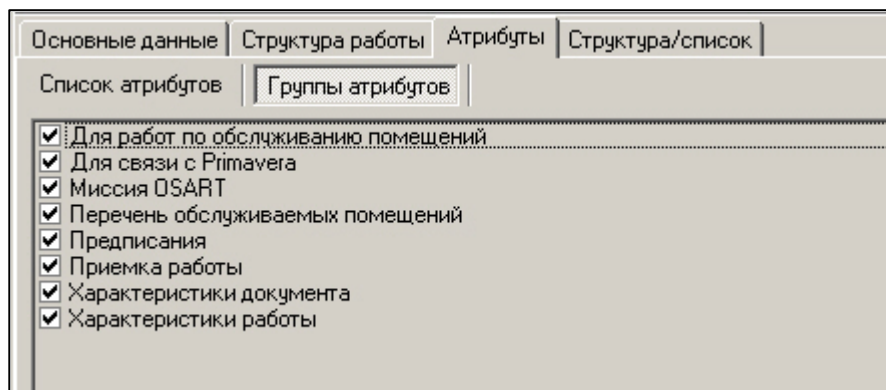 Основные данные Структура работы Атрибуты Структура/список
Список атрибутов Группы атрибутов
Для работ по обслуживанию помещений
Для связи с Primavera
Миссия OSART
Перечень обслуживаемых помещений
Предписания
Приемка работы
Характеристики документа
Характеристики работы